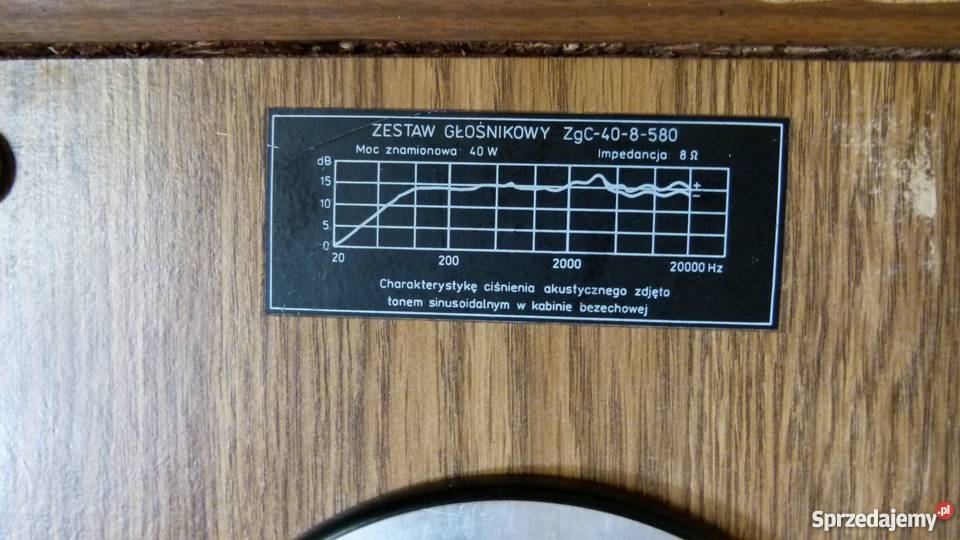 ZESTAW GŁOŚNIKOWY ZgC-40-8-580
Moc znamionowa: 40 W Impedancja 8 Ω
dB
15
10
5
0
+
−
20 200 2000 20000 Hz
Charakterystykę ciśnienia akustycznego zdjęto
tonem sinusoidalnym w kabinie bezechowej
Sprzedajemy.pl